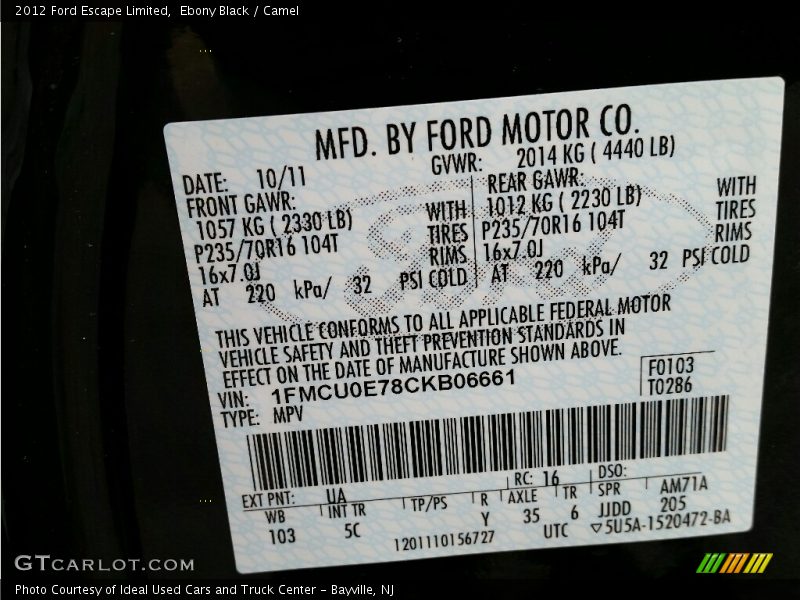 2012 Ford Escape Limited,  Ebony Black / Camel
MFD. BY FORD MOTOR CO.
DATE: 10/11 GVWR: 2014 KG ( 4440 LB)
FRONT GAWR: REAR GAWR:
1057 KG ( 2330 LB) WITH 1012 KG ( 2230 LB) WITH
P235/70R16 104T TIRES P235/70R16 104T TIRES
16x7.0J RIMS 16x7.0J RIMS
AT 220 kPa/ 32 PSI COLD AT 220 kPa/ 32 PSI COLD
THIS VEHICLE CONFORMS TO ALL APPLICABLE FEDERAL MOTOR
VEHICLE SAFETY AND THEFT PREVENTION STANDARDS IN
EFFECT ON THE DATE OF MANUFACTURE SHOWN ABOVE.
VIN: 1FMCU0E78CKB06661 F0103
TYPE: MPV T0286
EXT PNT: UA RC: 16 DSO:
WB INT TR TP/PS R AXLE TR SPR AM71A
103 5C Y 35 6 JJDD 205
1201110156727 UTC ▽5U5A-1520472-BA
GTCARLOT.COM
Photo Courtesy of Ideal Used Cars and Truck Center – Bayville, NJ